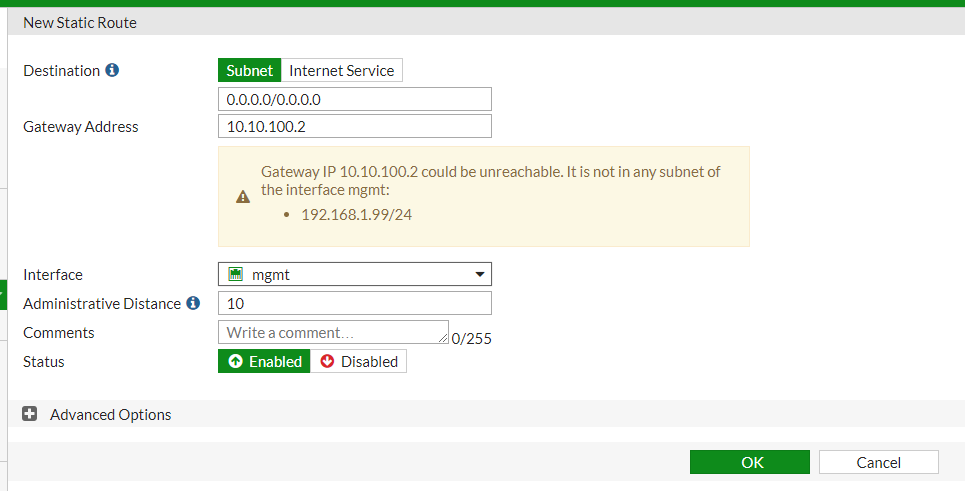 New Static Route
Destination
Subnet Internet Service
0.0.0.0/0.0.0.0
Gateway Address 10.10.100.2
Gateway IP 10.10.100.2 could be unreachable. It is not in any subnet of
the interface mgmt:
• 192.168.1.99/24
Interface mgmt
Administrative Distance 10
Comments Write a comment... 0/255
Status Enabled Disabled
Advanced Options
OK Cancel